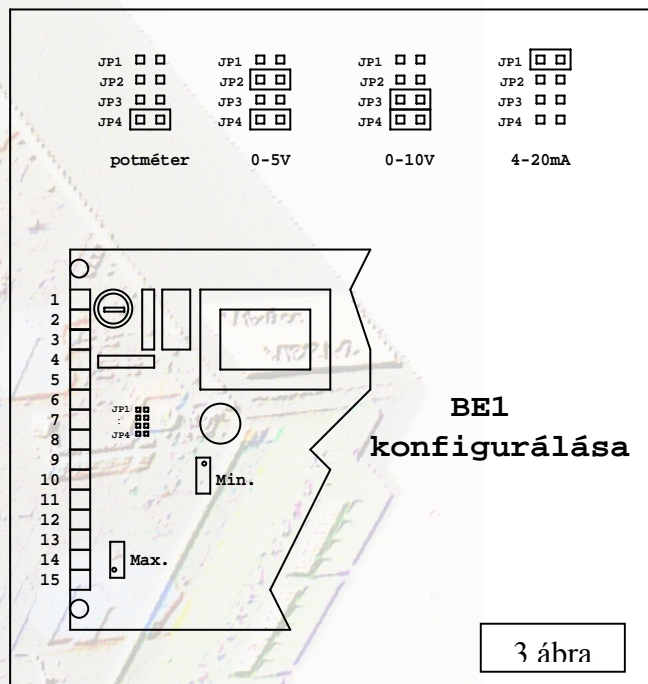 JP1 JP1 JP1 JP1
JP2 JP2 JP2 JP2
JP3 JP3 JP3 JP3
JP4 JP4 JP4 JP4
potméter 0-5V 0-10V 4-20mA
1
2
3
4
5
6
7
8
9
10
11
12
13
14
15
JP1
:
JP4
Min.
Max.
BE1
konfigurálása
3 ábra